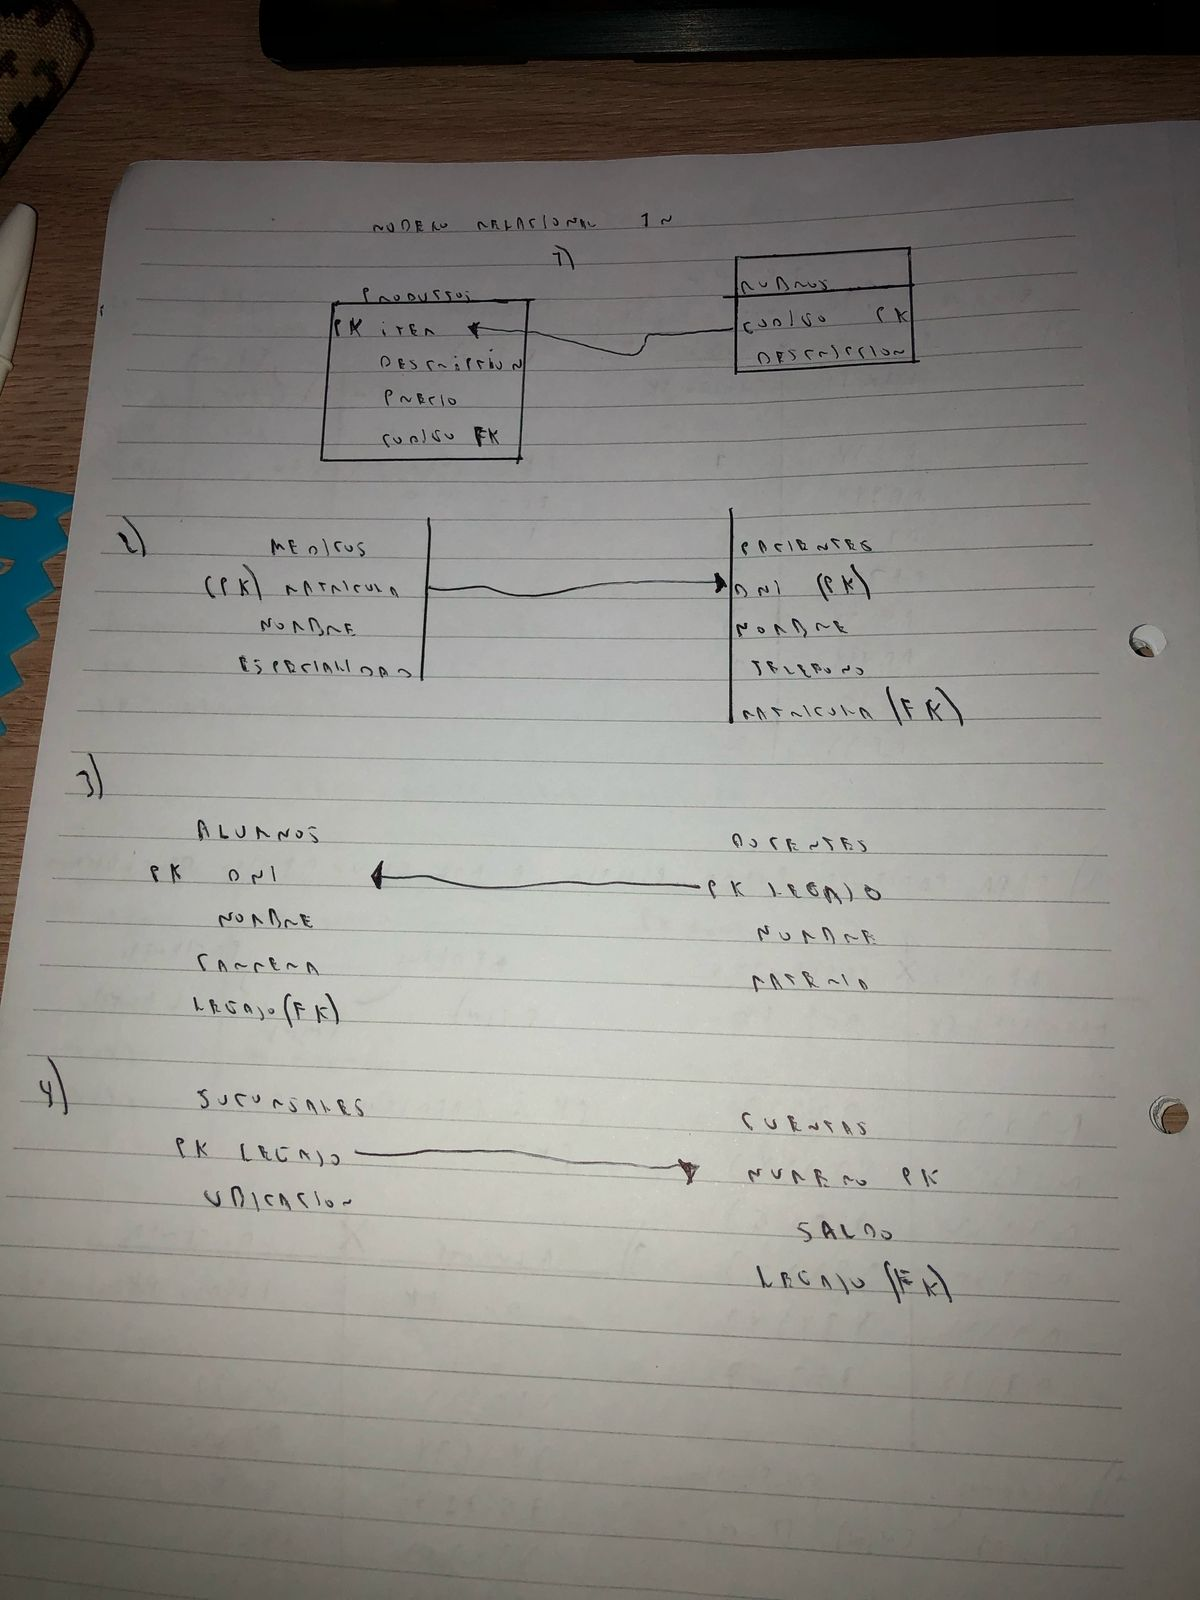 MODELO RELACIONAL 1 N
1)
PRODUCTOS
PK ITEM
DESCRIPCION
PRECIO
CODIGO FK
RUBROS
CODIGO PK
DESCRIPCION
2)
MEDICOS
(PK) MATRICULA
NOMBRE
ESPECIALIDAD
PACIENTES
DNI (PK)
NOMBRE
TELEFONO
MATRICULA (FK)
3)
ALUMNOS
PK DNI
NOMBRE
CARRERA
LEGAJO (FK)
DOCENTES
PK LEGAJO
NOMBRE
MATERIA
4)
SUCURSALES
PK LEGAJO
UBICACION
CUENTAS
NUMERO PK
SALDO
LEGAJO (FK)